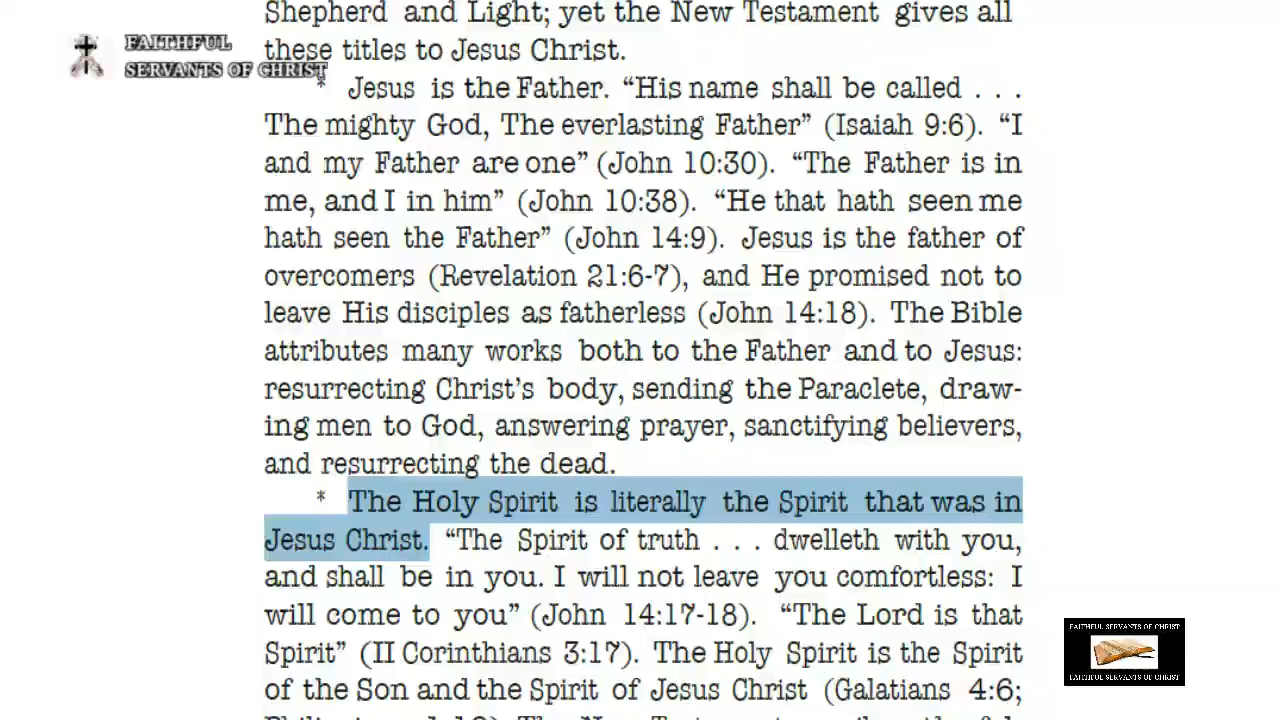 Shepherd and Light; yet the New Testament gives all
these titles to Jesus Christ.
FAITHFUL
SERVANTS OF CHRIST
* Jesus is the Father. “His name shall be called . . .
The mighty God, The everlasting Father” (Isaiah 9:6). “I
and my Father are one” (John 10:30). “The Father is in
me, and I in him” (John 10:38). “He that hath seen me
hath seen the Father” (John 14:9). Jesus is the father of
overcomers (Revelation 21:6-7), and He promised not to
leave His disciples as fatherless (John 14:18). The Bible
attributes many works both to the Father and to Jesus:
resurrecting Christ’s body, sending the Paraclete, draw-
ing men to God, answering prayer, sanctifying believers,
and resurrecting the dead.
* The Holy Spirit is literally the Spirit that was in
Jesus Christ. “The Spirit of truth . . . dwelleth with you,
and shall be in you. I will not leave you comfortless: I
will come to you” (John 14:17-18). “The Lord is that
Spirit” (II Corinthians 3:17). The Holy Spirit is the Spirit
of the Son and the Spirit of Jesus Christ (Galatians 4:6;
FAITHFUL SERVANTS OF CHRIST
FAITHFUL SERVANTS OF CHRIST